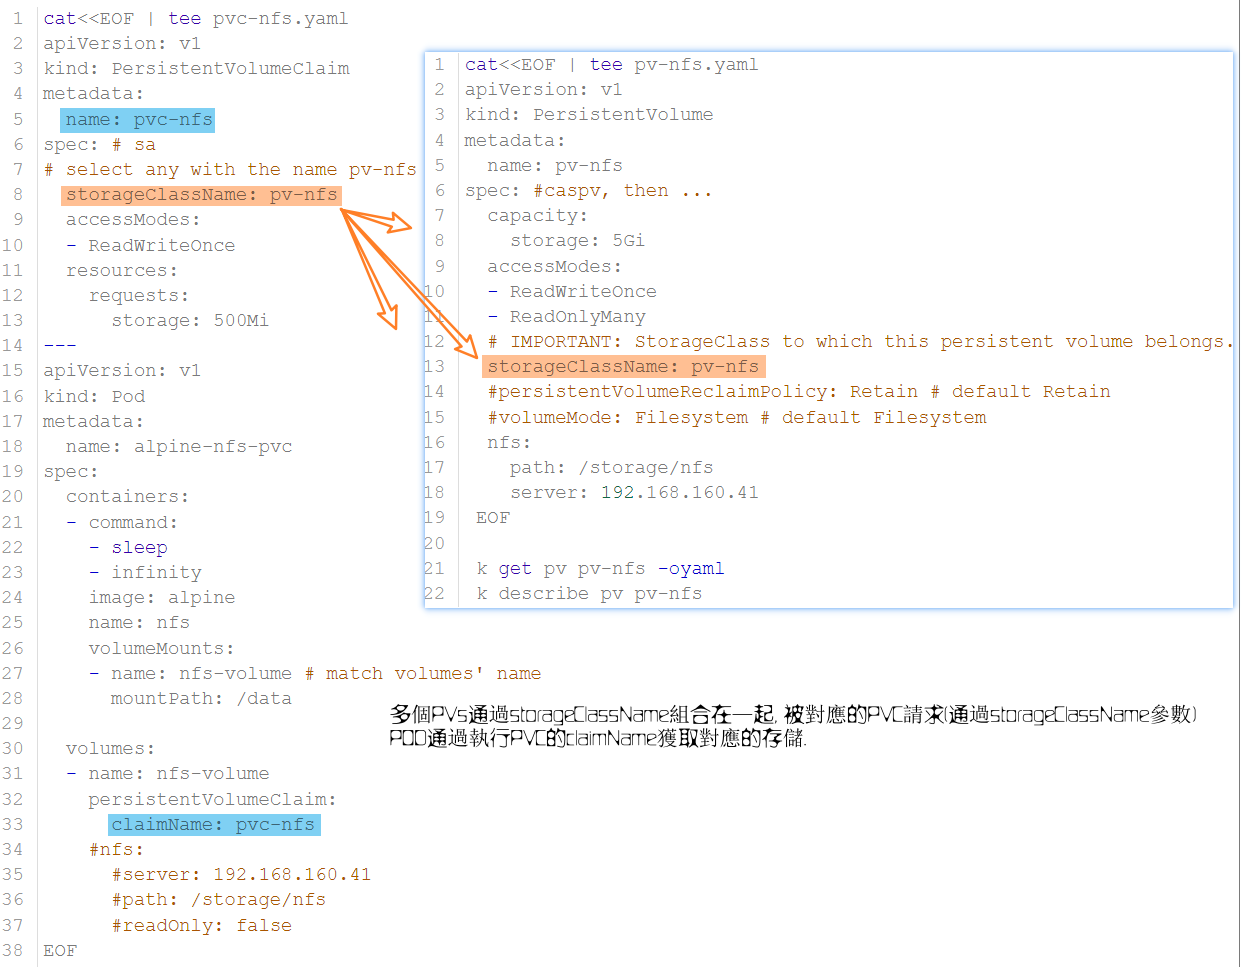 1 cat<<EOF | tee pvc-nfs.yaml
2 apiVersion: v1
3 kind: PersistentVolumeClaim
4 metadata:
5   name: pvc-nfs
6 spec: # sa
7 # select any with the name pv-nfs
8   storageClassName: pv-nfs
9   accessModes:
10   - ReadWriteOnce
11   resources:
12     requests:
13       storage: 500Mi
14 ---
15 apiVersion: v1
16 kind: Pod
17 metadata:
18   name: alpine-nfs-pvc
19 spec:
20   containers:
21   - command:
22     - sleep
23     - infinity
24     image: alpine
25     name: nfs
26     volumeMounts:
27     - name: nfs-volume # match volumes' name
28       mountPath: /data
29
30   volumes:
31   - name: nfs-volume
32     persistentVolumeClaim:
33       claimName: pvc-nfs
34     #nfs:
35       #server: 192.168.160.41
36       #path: /storage/nfs
37       #readOnly: false
38 EOF
1 cat<<EOF | tee pv-nfs.yaml
2 apiVersion: v1
3 kind: PersistentVolume
4 metadata:
5   name: pv-nfs
6 spec: #caspv, then ...
7   capacity:
8     storage: 5Gi
9   accessModes:
10   - ReadWriteOnce
11   - ReadOnlyMany
12   # IMPORTANT: StorageClass to which this persistent volume belongs.
13   storageClassName: pv-nfs
14   #persistentVolumeReclaimPolicy: Retain # default Retain
15   #volumeMode: Filesystem # default Filesystem
16   nfs:
17     path: /storage/nfs
18     server: 192.168.160.41
19  EOF
20
21  k get pv pv-nfs -oyaml
22  k describe pv pv-nfs
多個PVs通過storageClassName組合在一起, 被對應的PVC請求(通過storageClassName參數)
POD通過執行PVC的claimName獲取對應的存儲.